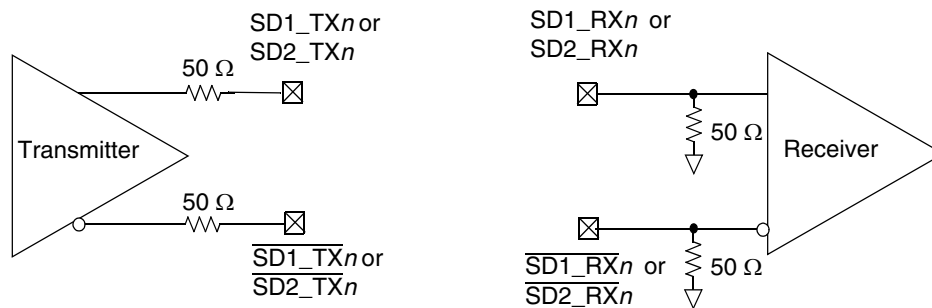 SD1_TXn or
SD2_TXn
50 Ω
Transmitter
50 Ω
SD1_TXn or
SD2_TXn
SD1_RXn or
SD2_RXn
50 Ω
Receiver
SD1_RXn or
SD2_RXn
50 Ω